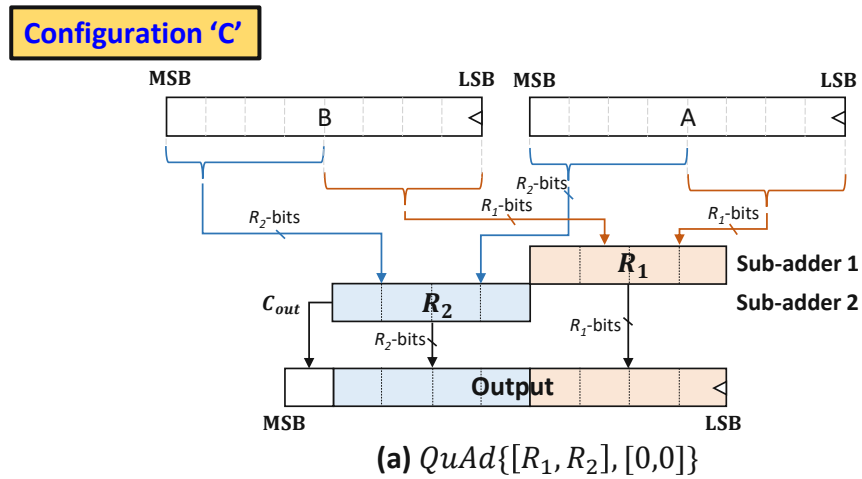 Configuration ‘C’
MSB LSB MSB LSB
B A
R₂-bits
R₁-bits R₁-bits
R₂-bits
R₁ Sub-adder 1
Cout R₂ Sub-adder 2
R₂-bits R₁-bits
Output
MSB LSB
(a) QuAd{[R₁, R₂], [0,0]}